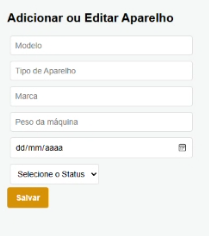 Adicionar ou Editar Aparelho
Modelo
Tipo de Aparelho
Marca
Peso da máquina
dd/mm/aaaa
Selecione o Status
Salvar